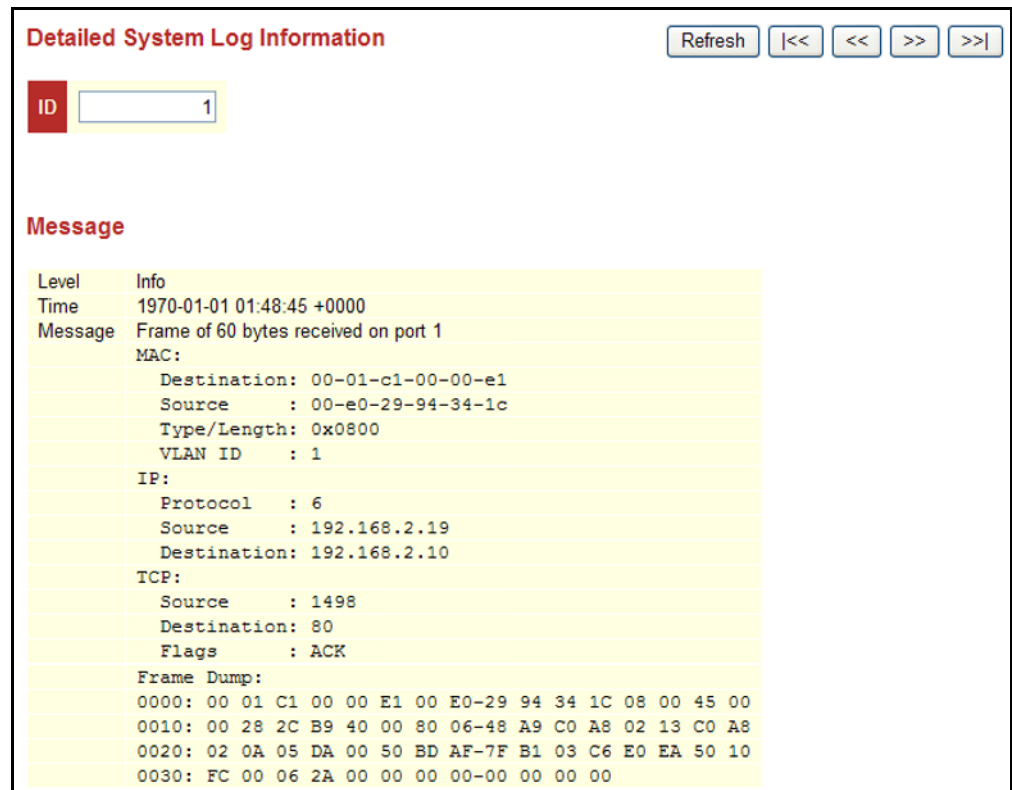 Detailed System Log Information
Refresh |<< << >> >>|
ID 1
Message
Level Info
Time 1970-01-01 01:48:45 +0000
Message Frame of 60 bytes received on port 1
MAC:
Destination: 00-01-c1-00-00-e1
Source : 00-e0-29-94-34-1c
Type/Length: 0x0800
VLAN ID : 1
IP:
Protocol : 6
Source : 192.168.2.19
Destination: 192.168.2.10
TCP:
Source : 1498
Destination: 80
Flags : ACK
Frame Dump:
0000: 00 01 C1 00 00 E1 00 E0-29 94 34 1C 08 00 45 00
0010: 00 28 2C B9 40 00 80 06-48 A9 C0 A8 02 13 C0 A8
0020: 02 0A 05 DA 00 50 BD AF-7F B1 03 C6 E0 EA 50 10
0030: FC 00 06 2A 00 00 00 00-00 00 00 00